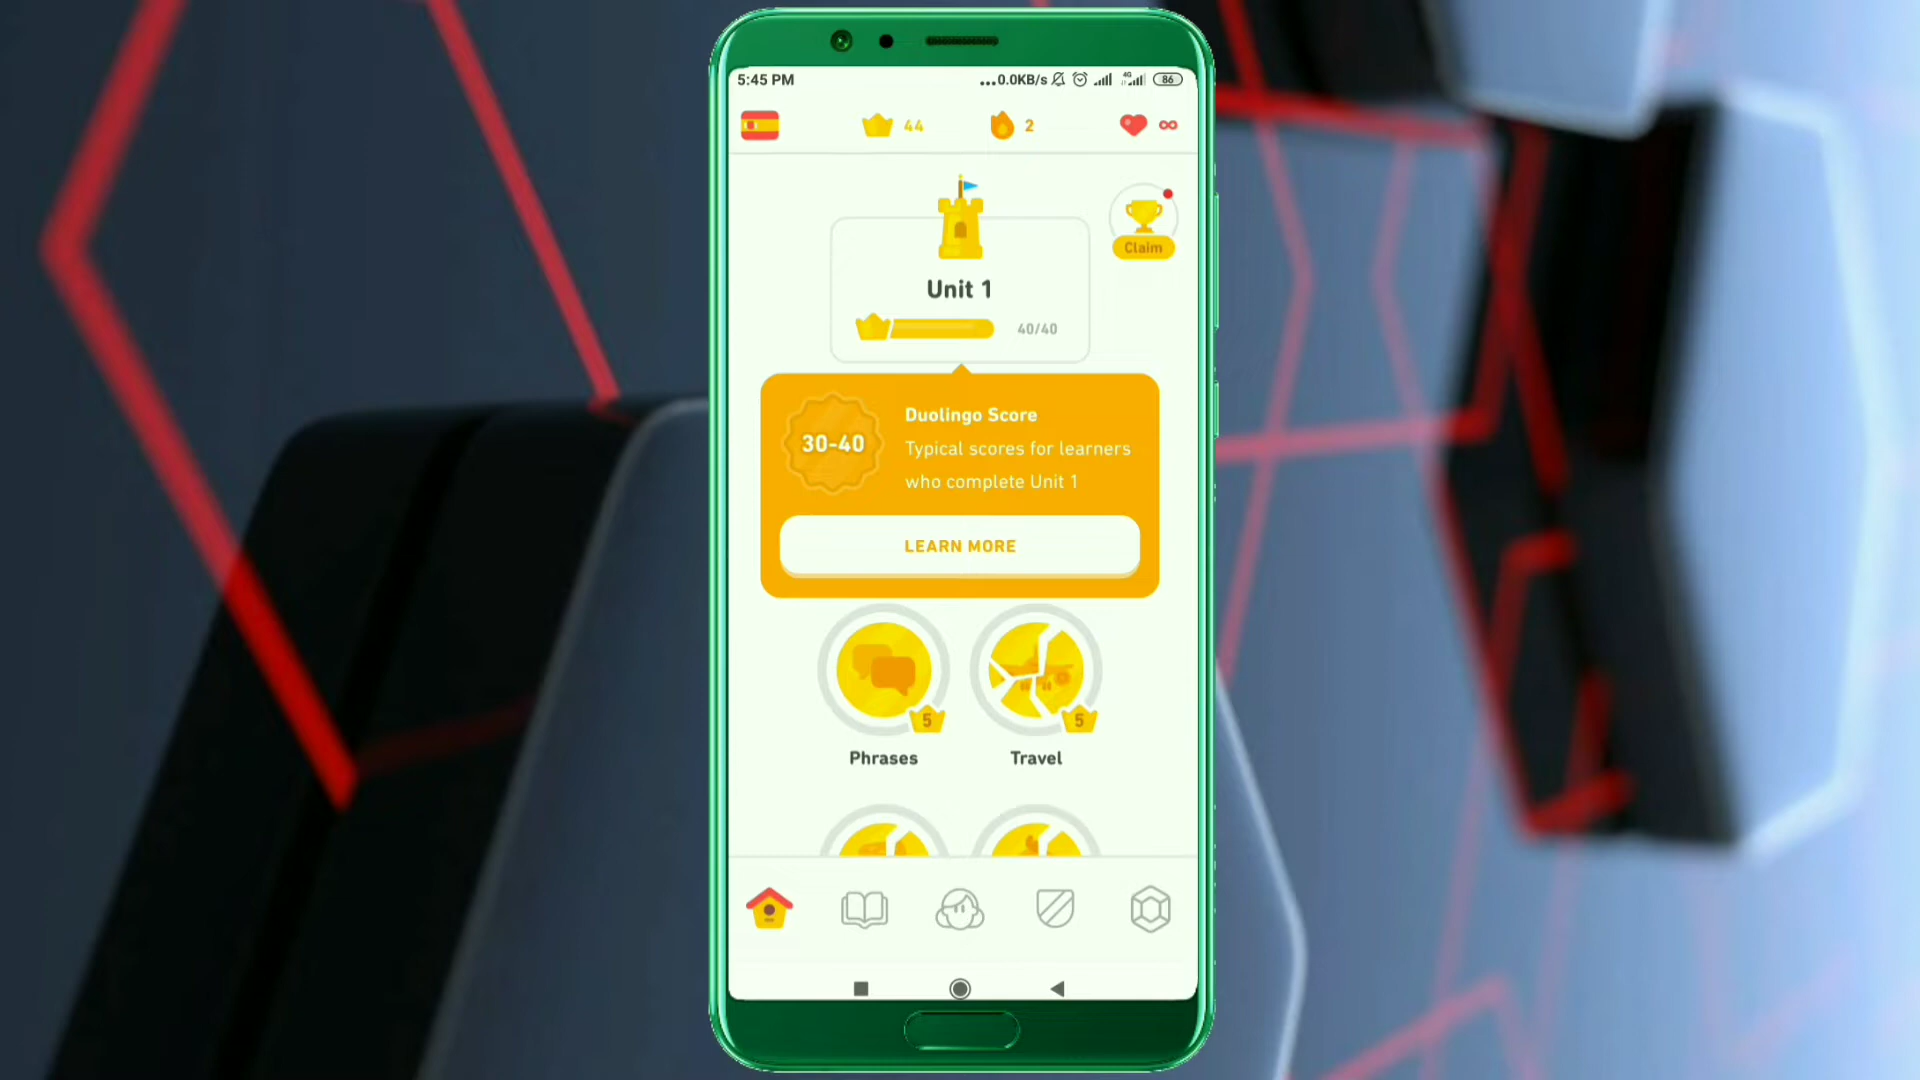 5:45 PM
...0.0KB/s 4G 86
44
2
∞
Claim
Unit 1
40/40
30-40
Duolingo Score
Typical scores for learners
who complete Unit 1
LEARN MORE
5
5
Phrases
Travel